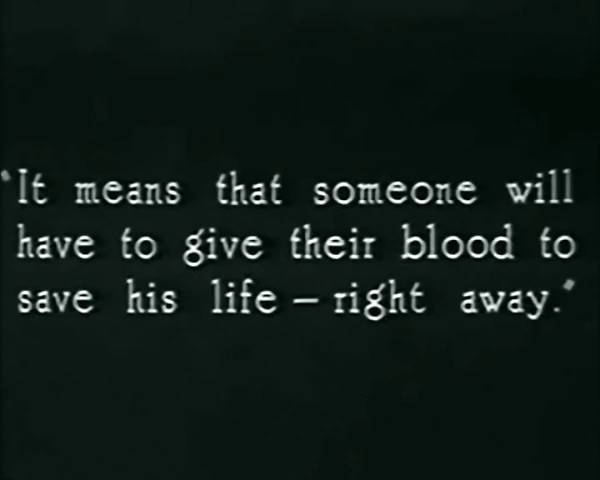 "It means that someone will
have to give their blood to
save his life — right away."